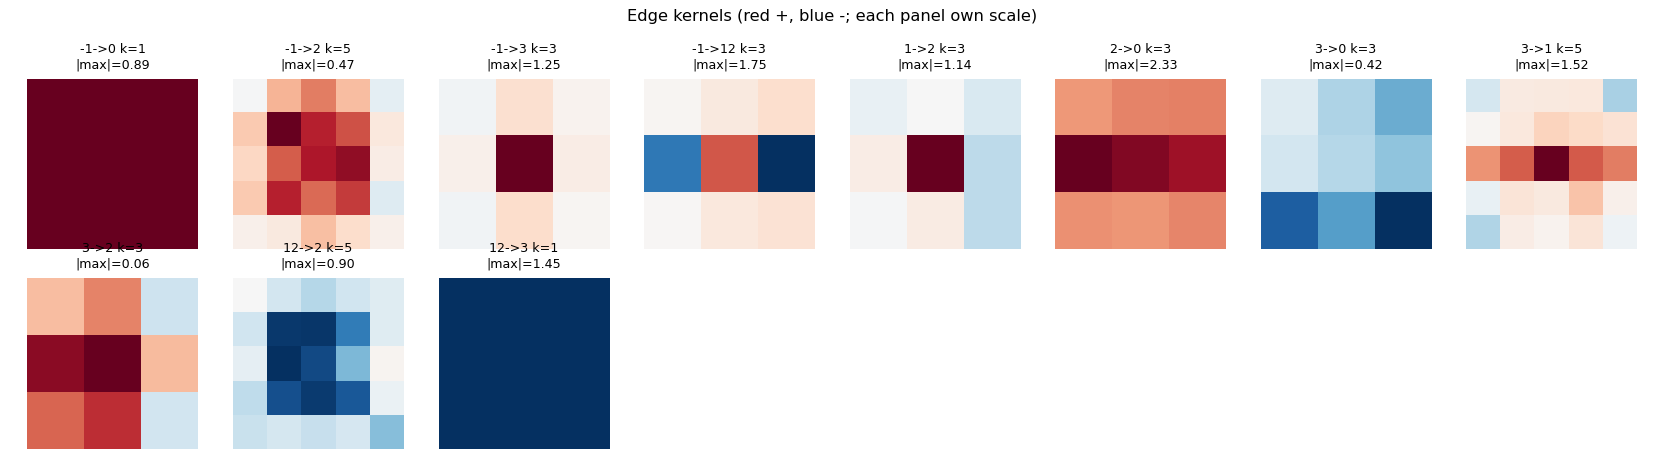 Edge kernels (red +, blue -; each panel own scale)
-1->0 k=1
|max|=0.89
-1->2 k=5
|max|=0.47
-1->3 k=3
|max|=1.25
-1->12 k=3
|max|=1.75
1->2 k=3
|max|=1.14
2->0 k=3
|max|=2.33
3->0 k=3
|max|=0.42
3->1 k=5
|max|=1.52
3->2 k=3
|max|=0.06
12->2 k=5
|max|=0.90
12->3 k=1
|max|=1.45